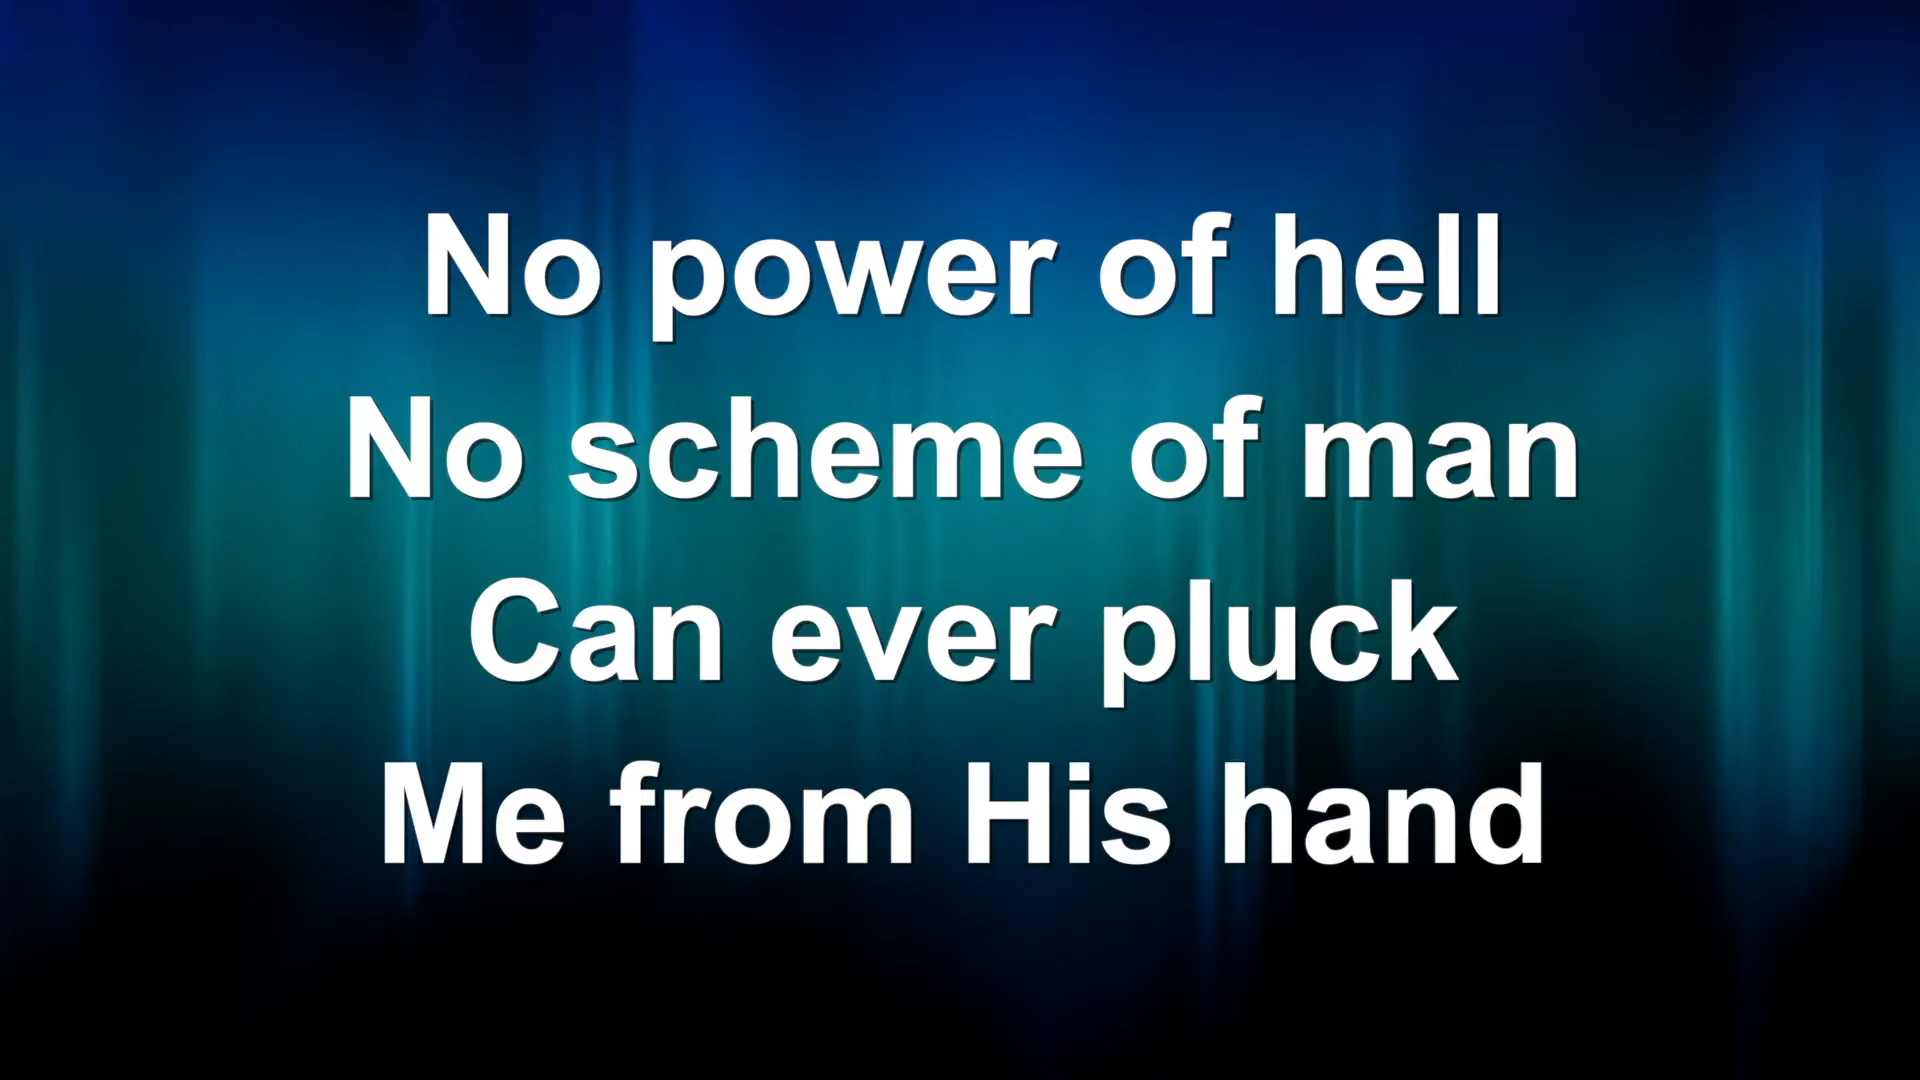 No power of hell
No scheme of man
Can ever pluck
Me from His hand